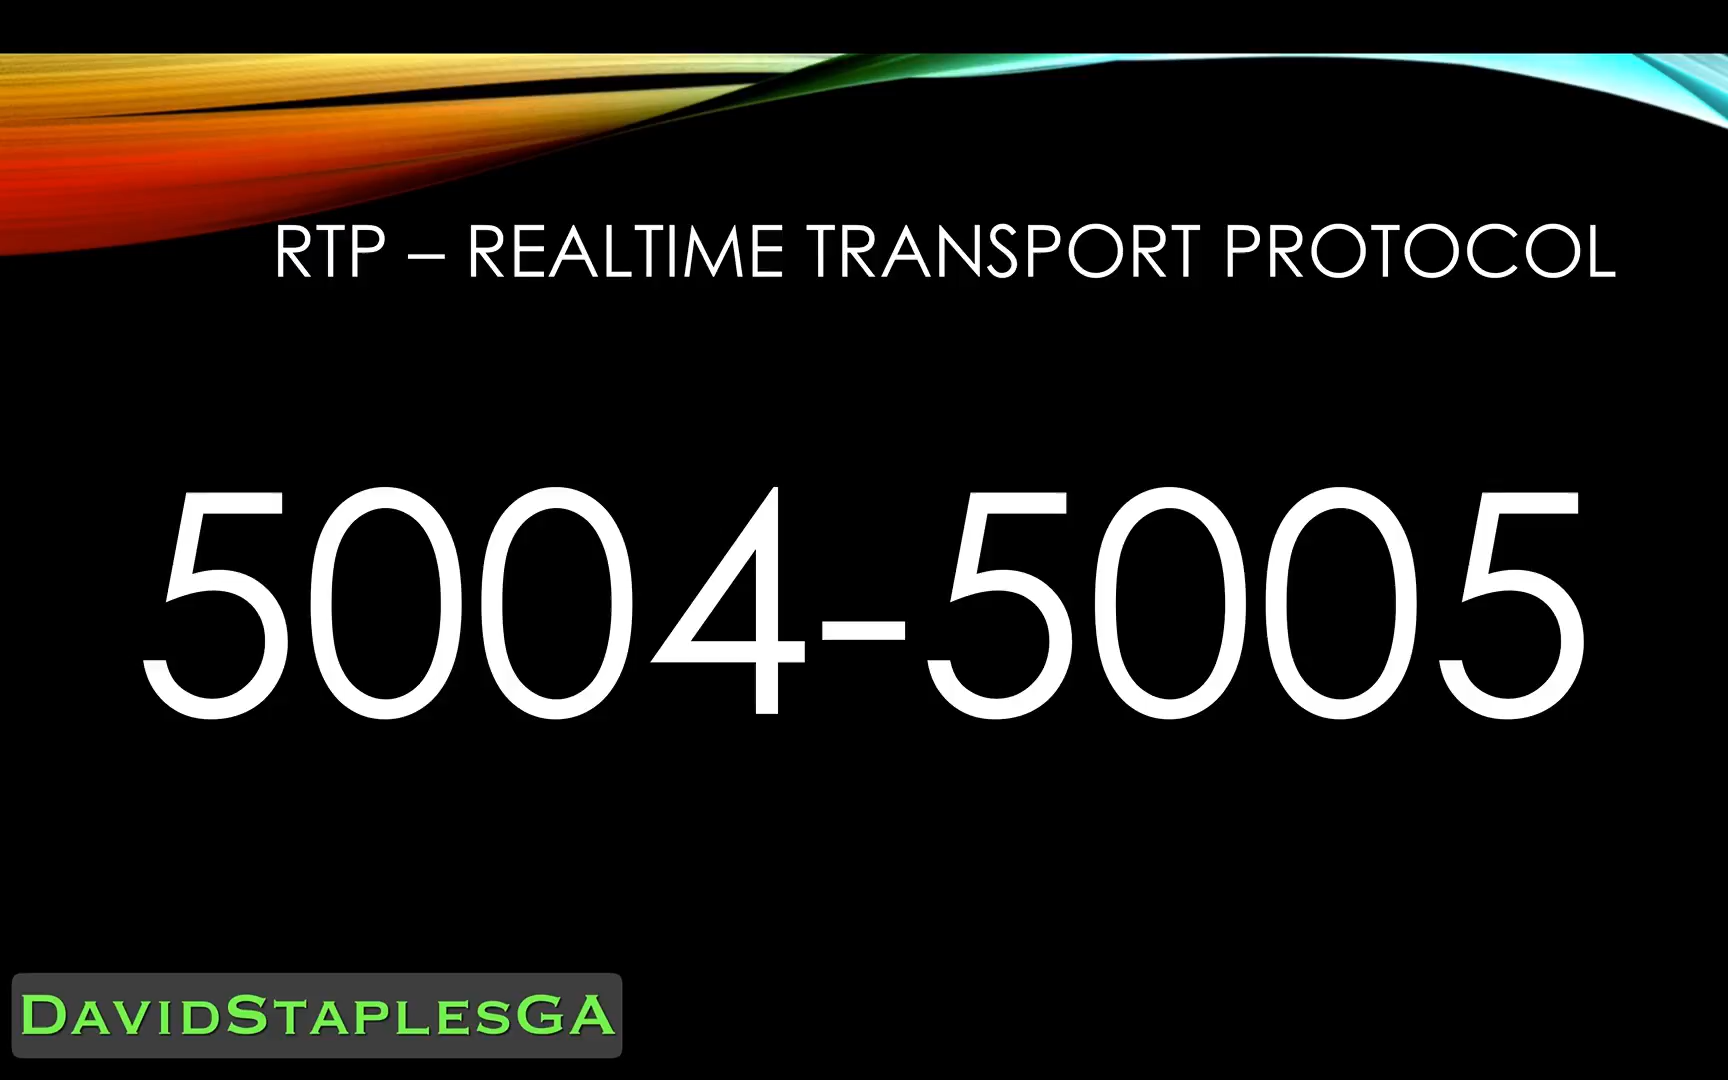 RTP – REALTIME TRANSPORT PROTOCOL
5004-5005
DAVIDSTAPLESGA